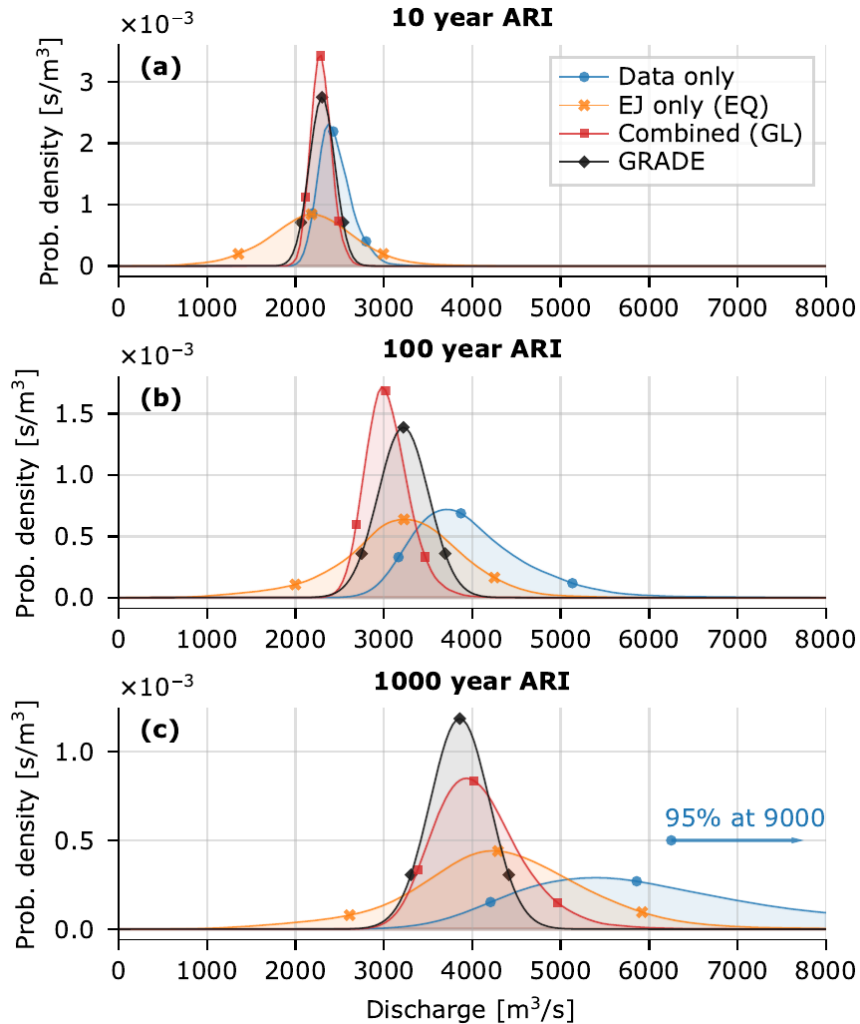 10 year ARI
×10⁻³
(a)
Prob. density [s/m³]
3
2
1
0
Data only
EJ only (EQ)
Combined (GL)
GRADE
0 1000 2000 3000 4000 5000 6000 7000 8000
100 year ARI
×10⁻³
(b)
Prob. density [s/m³]
1.5
1.0
0.5
0.0
0 1000 2000 3000 4000 5000 6000 7000 8000
1000 year ARI
×10⁻³
(c)
Prob. density [s/m³]
1.0
0.5
0.0
95% at 9000
0 1000 2000 3000 4000 5000 6000 7000 8000
Discharge [m³/s]